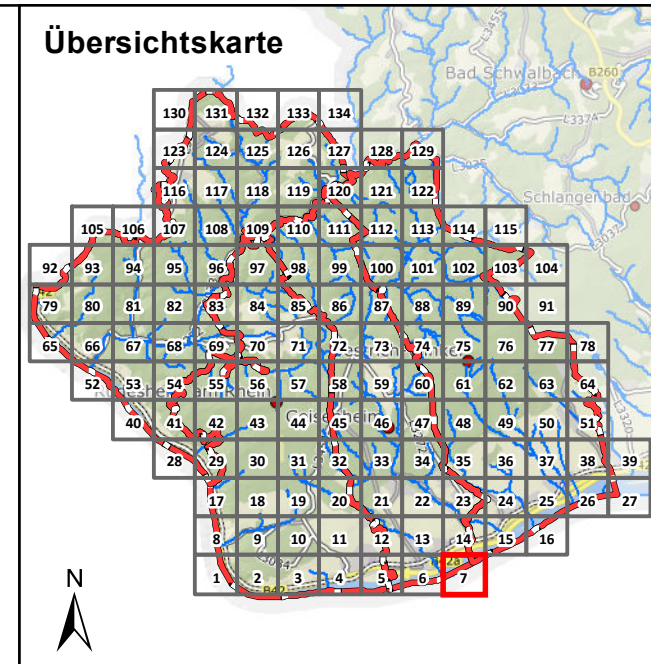 Übersichtskarte
Bad Schwalbach
B260
L3374
L3035
Schlangenbad
L3037
130 131 132 133 134
123 124 125 126 127 128 129
116 117 118 119 120 121 122
105 106 107 108 109 110 111 112 113 114 115
92 93 94 95 96 97 98 99 100 101 102 103 104
79 80 81 82 83 84 85 86 87 88 89 90 91
65 66 67 68 69 70 71 72 73 74 75 76 77 78
52 53 54 55 56 57 58 59 60 61 62 63 64
Geisenheim
40 41 42 43 44 45 46 47 48 49 50 51
L3320
28 29 30 31 32 33 34 35 36 37 38 39
17 18 19 20 21 22 23 24 25 26 27
8 9 10 11 12 13 14 15 16
L3034
N
1 2 3 4 5 6 7
B42